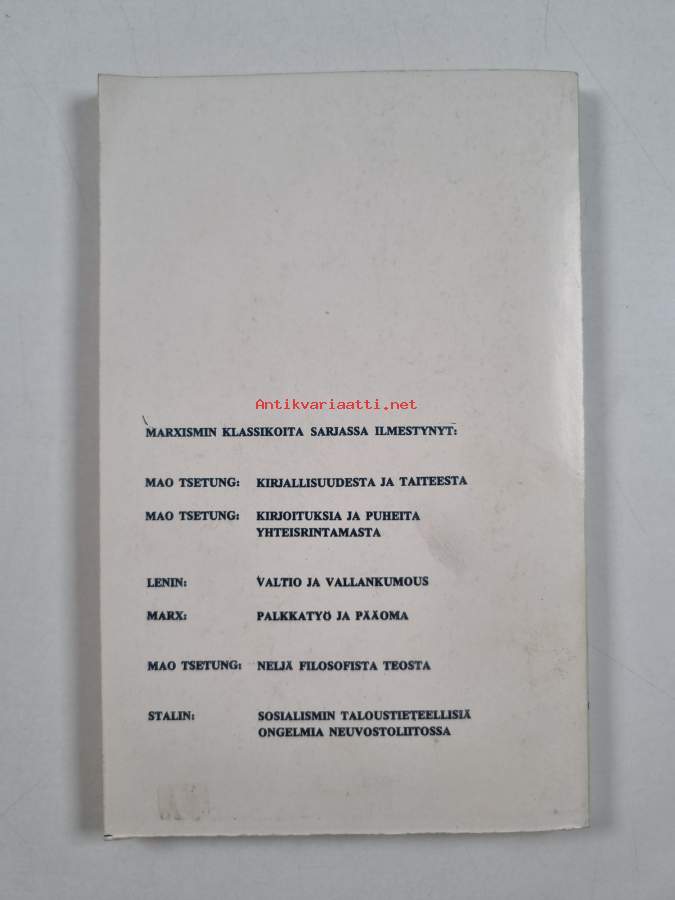 Antikvariaatti.net
MARXISMIN KLASSIKOITA SARJASSA ILMESTYNYT:
MAO TSETUNG: KIRJALLISUUDESTA JA TAITEESTA
MAO TSETUNG: KIRJOITUKSIA JA PUHEITA
YHTEISRINTAMASTA
LENIN: VALTIO JA VALLANKUMOUS
MARX: PALKKATYÖ JA PÄÄOMA
MAO TSETUNG: NELJÄ FILOSOFISTA TEOSTA
STALIN: SOSIALISMIN TALOUSTIETEELLISIÄ
ONGELMIA NEUVOSTOLIITOSSA